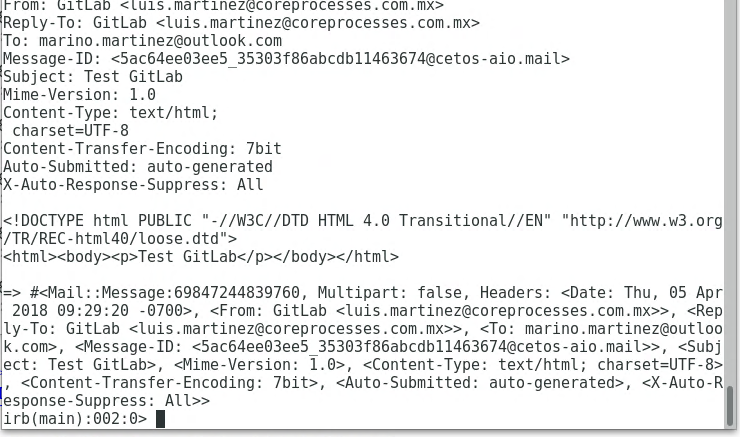 From: GitLab <luis.martinez@coreprocesses.com.mx>
Reply-To: GitLab <luis.martinez@coreprocesses.com.mx>
To: marino.martinez@outlook.com
Message-ID: <5ac64ee03ee5_35303f86abcdb11463674@cetos-aio.mail>
Subject: Test GitLab
Mime-Version: 1.0
Content-Type: text/html;
 charset=UTF-8
Content-Transfer-Encoding: 7bit
Auto-Submitted: auto-generated
X-Auto-Response-Suppress: All

<!DOCTYPE html PUBLIC "-//W3C//DTD HTML 4.0 Transitional//EN" "http://www.w3.org
/TR/REC-html40/loose.dtd">
<html><body><p>Test GitLab</p></body></html>

=> #<Mail::Message:69847244839760, Multipart: false, Headers: <Date: Thu, 05 Apr
 2018 09:29:20 -0700>, <From: GitLab <luis.martinez@coreprocesses.com.mx>>, <Rep
ly-To: GitLab <luis.martinez@coreprocesses.com.mx>>, <To: marino.martinez@outloo
k.com>, <Message-ID: <5ac64ee03ee5_35303f86abcdb11463674@cetos-aio.mail>>, <Subj
ect: Test GitLab>, <Mime-Version: 1.0>, <Content-Type: text/html; charset=UTF-8>
, <Content-Transfer-Encoding: 7bit>, <Auto-Submitted: auto-generated>, <X-Auto-R
esponse-Suppress: All>>
irb(main):002:0>